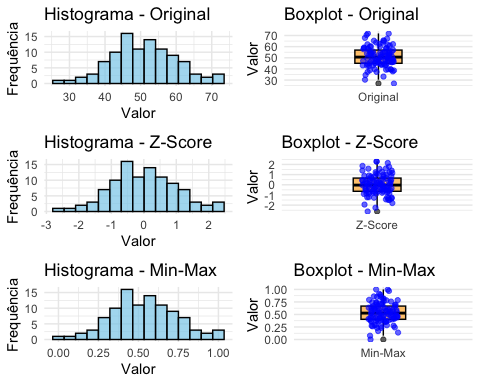 Histograma - Original
Frequência
15
10
5
0
30 40 50 60 70
Valor
Boxplot - Original
Valor
70
60
50
40
30
Original
Histograma - Z-Score
Frequência
15
10
5
0
-3 -2 -1 0 1 2
Valor
Boxplot - Z-Score
Valor
2
1
0
-1
-2
Z-Score
Histograma - Min-Max
Frequência
15
10
5
0
0.00 0.25 0.50 0.75 1.00
Valor
Boxplot - Min-Max
Valor
1.00
0.75
0.50
0.25
0.00
Min-Max